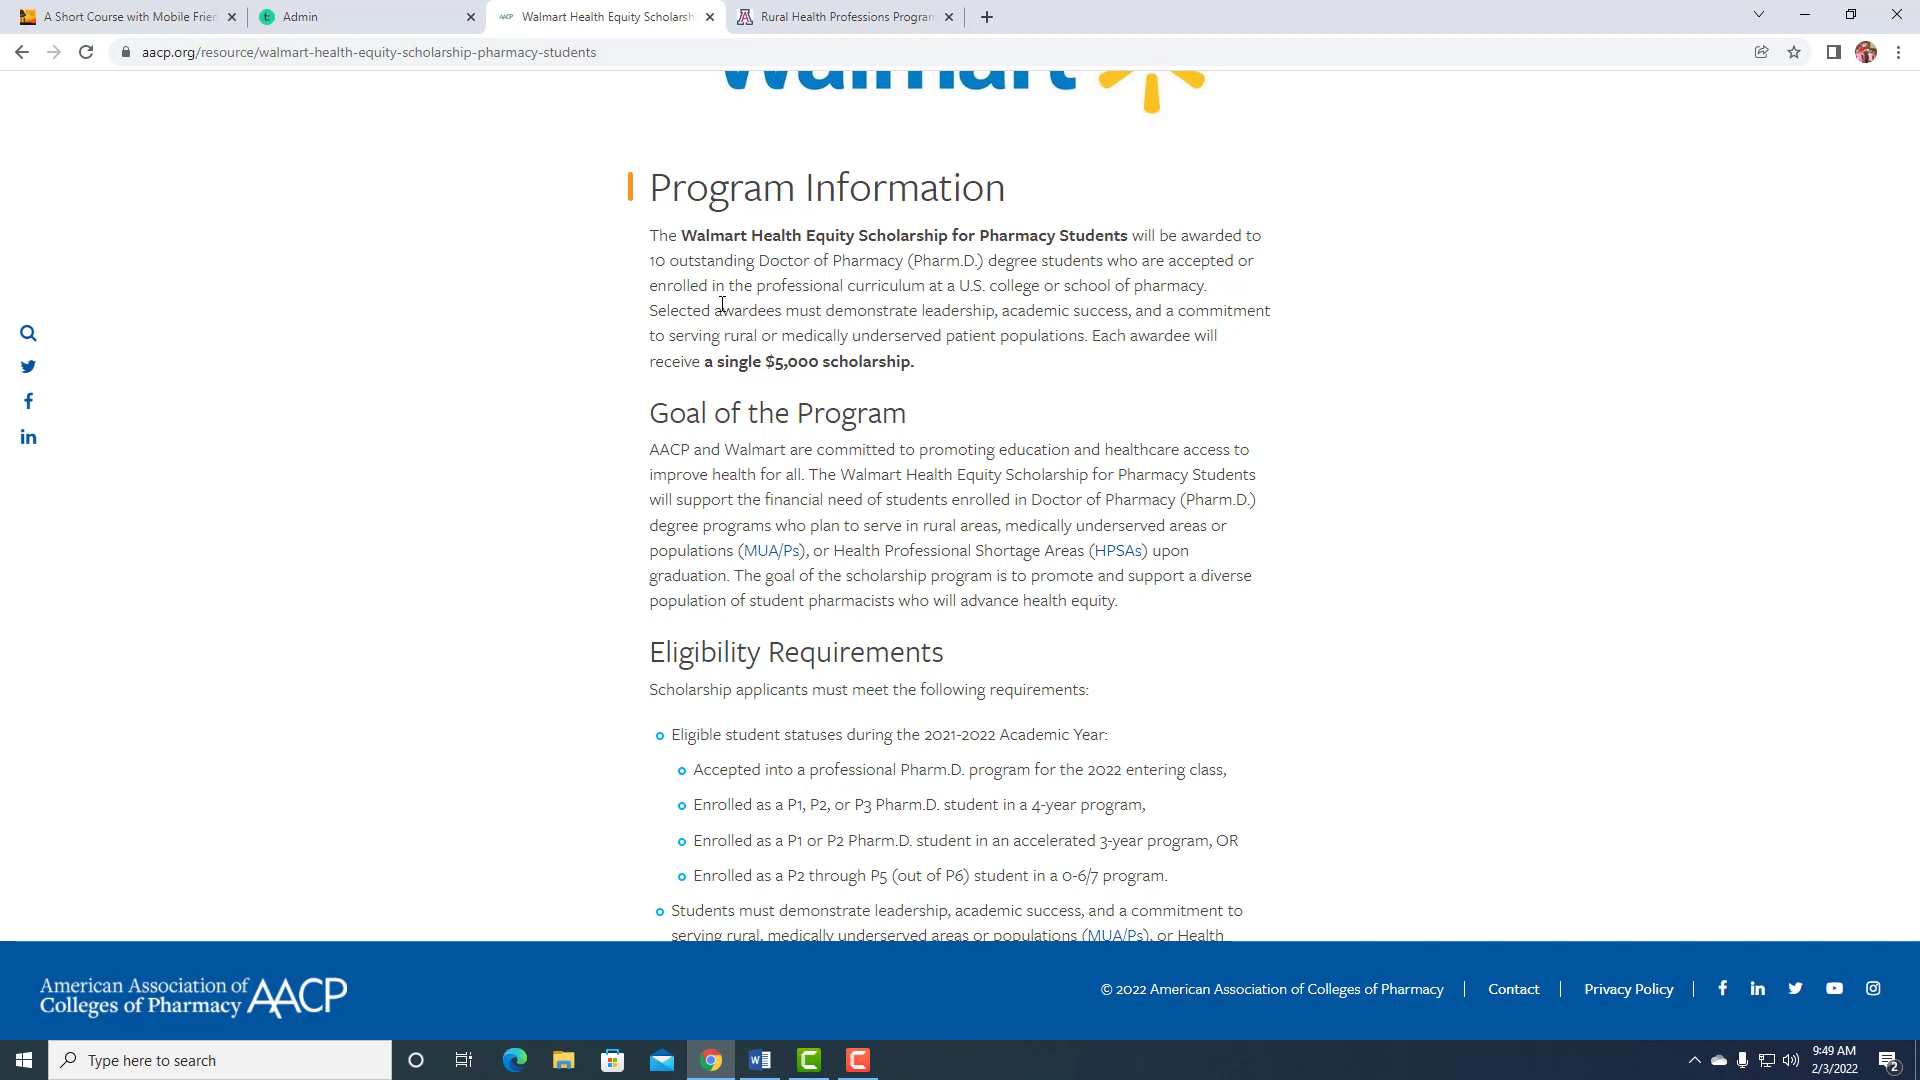 A Short Course with Mobile Frien
Admin
Walmart Health Equity Scholarsh
Rural Health Professions Program
aacp.org/resource/walmart-health-equity-scholarship-pharmacy-students
Walmart
Program Information
The Walmart Health Equity Scholarship for Pharmacy Students will be awarded to
10 outstanding Doctor of Pharmacy (Pharm.D.) degree students who are accepted or
enrolled in the professional curriculum at a U.S. college or school of pharmacy.
Selected awardees must demonstrate leadership, academic success, and a commitment
to serving rural or medically underserved patient populations. Each awardee will
receive a single $5,000 scholarship.
Goal of the Program
AACP and Walmart are committed to promoting education and healthcare access to
improve health for all. The Walmart Health Equity Scholarship for Pharmacy Students
will support the financial need of students enrolled in Doctor of Pharmacy (Pharm.D.)
degree programs who plan to serve in rural areas, medically underserved areas or
populations (MUA/Ps), or Health Professional Shortage Areas (HPSAs) upon
graduation. The goal of the scholarship program is to promote and support a diverse
population of student pharmacists who will advance health equity.
Eligibility Requirements
Scholarship applicants must meet the following requirements:
Eligible student statuses during the 2021-2022 Academic Year:
Accepted into a professional Pharm.D. program for the 2022 entering class,
Enrolled as a P1, P2, or P3 Pharm.D. student in a 4-year program,
Enrolled as a P1 or P2 Pharm.D. student in an accelerated 3-year program, OR
Enrolled as a P2 through P5 (out of P6) student in a 0-6/7 program.
Students must demonstrate leadership, academic success, and a commitment to
serving rural, medically underserved areas or populations (MUA/Ps), or Health
American Association of
Colleges of Pharmacy AACP
© 2022 American Association of Colleges of Pharmacy
Contact
Privacy Policy
Type here to search
9:49 AM
2/3/2022
2